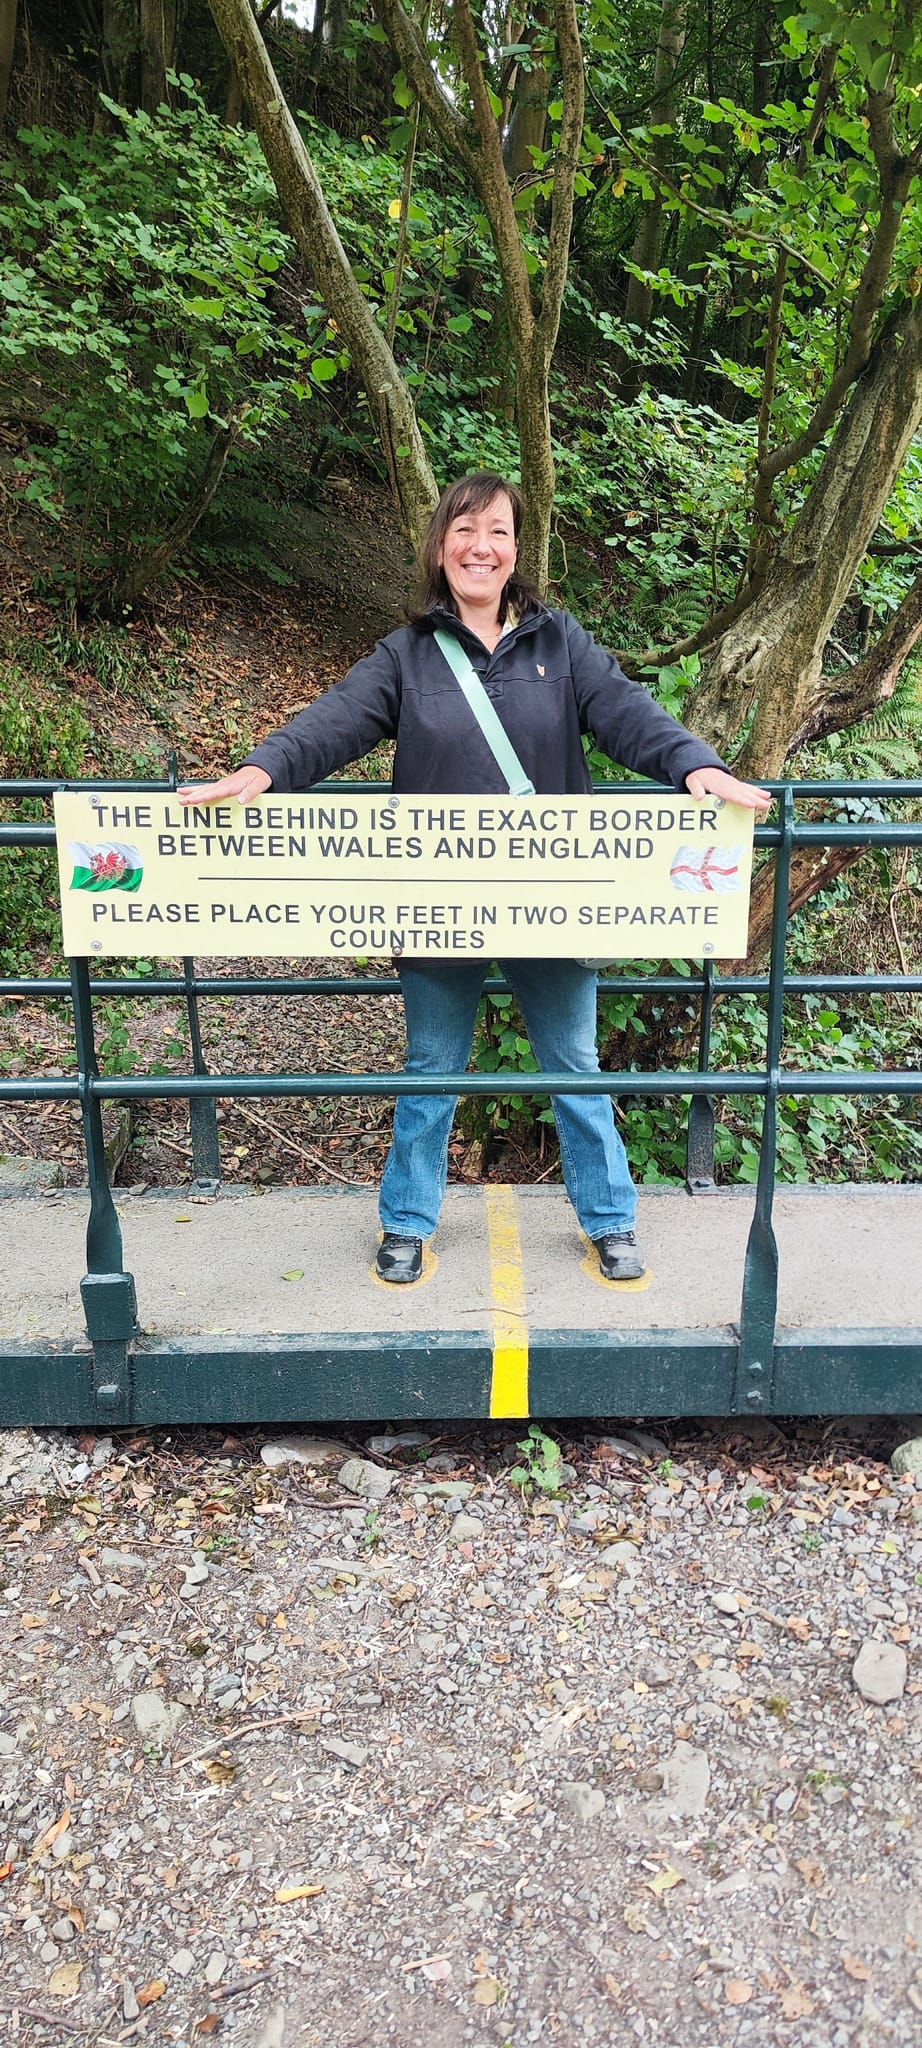 THE LINE BEHIND IS THE EXACT BORDER
BETWEEN WALES AND ENGLAND
PLEASE PLACE YOUR FEET IN TWO SEPARATE
COUNTRIES